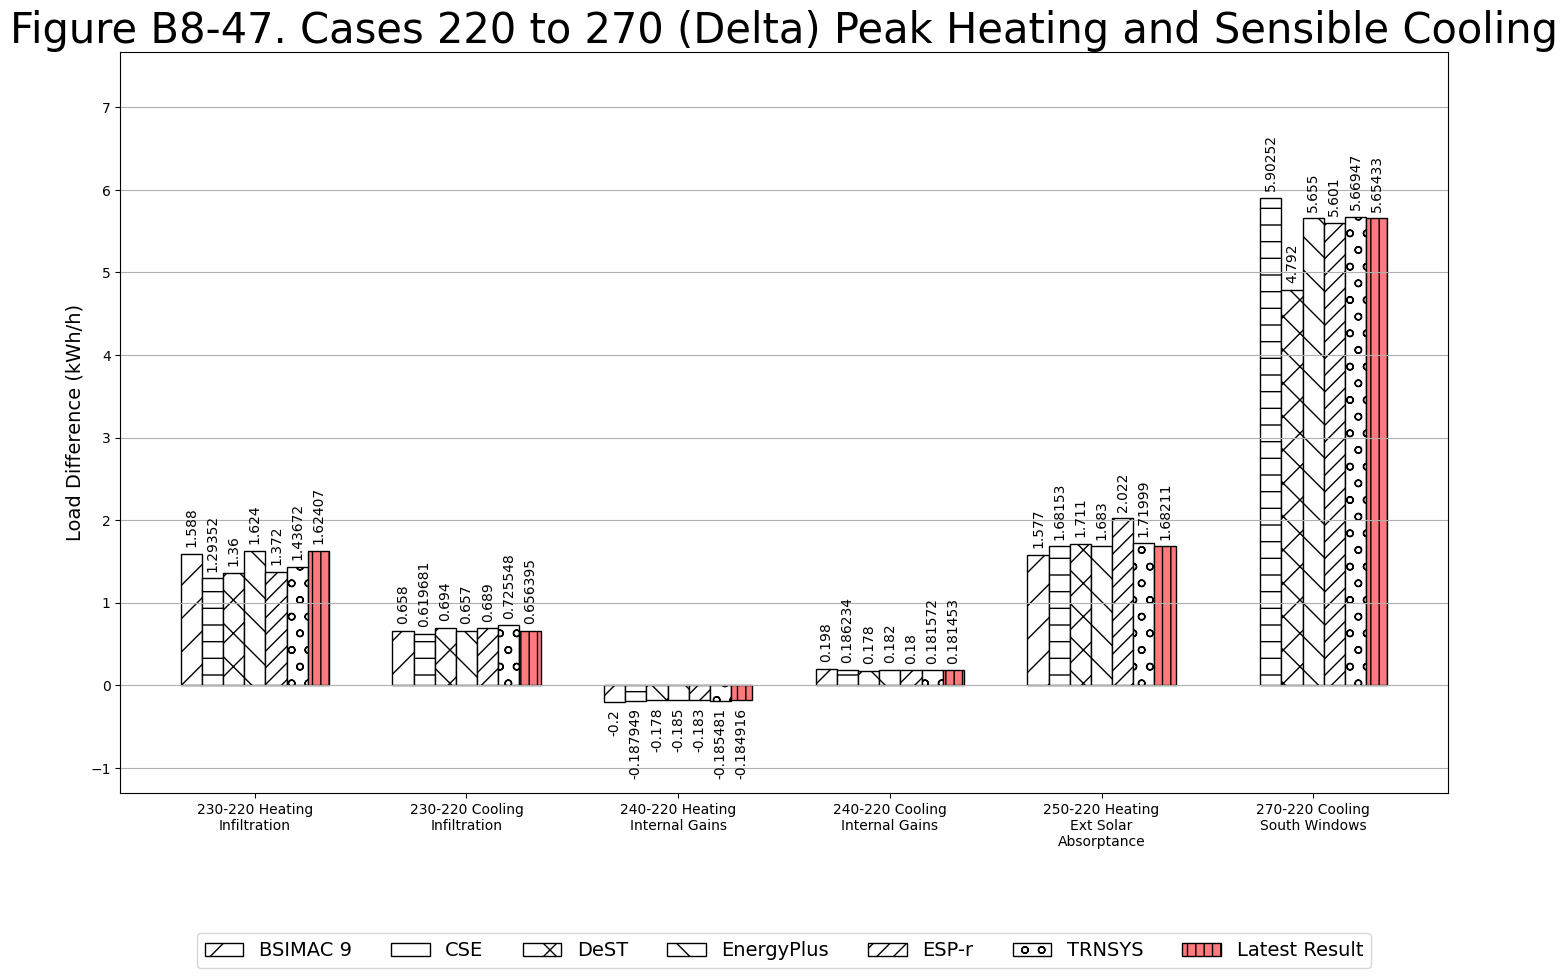 Figure B8-47. Cases 220 to 270 (Delta) Peak Heating and Sensible Cooling
Load Difference (kWh/h)
7
6
5
4
3
2
1
0
−1
1.588
1.29352
1.36
1.624
1.372
1.43672
1.62407
0.658
0.619681
0.694
0.657
0.689
0.725548
0.656395
-0.2
-0.187949
-0.178
-0.185
-0.183
-0.185481
-0.184916
0.198
0.186234
0.178
0.182
0.18
0.181572
0.181453
1.577
1.68153
1.711
1.683
2.022
1.71999
1.68211
5.90252
4.792
5.655
5.601
5.66947
5.65433
230-220 Heating
Infiltration
230-220 Cooling
Infiltration
240-220 Heating
Internal Gains
240-220 Cooling
Internal Gains
250-220 Heating
Ext Solar
Absorptance
270-220 Cooling
South Windows
BSIMAC 9
CSE
DeST
EnergyPlus
ESP-r
TRNSYS
Latest Result